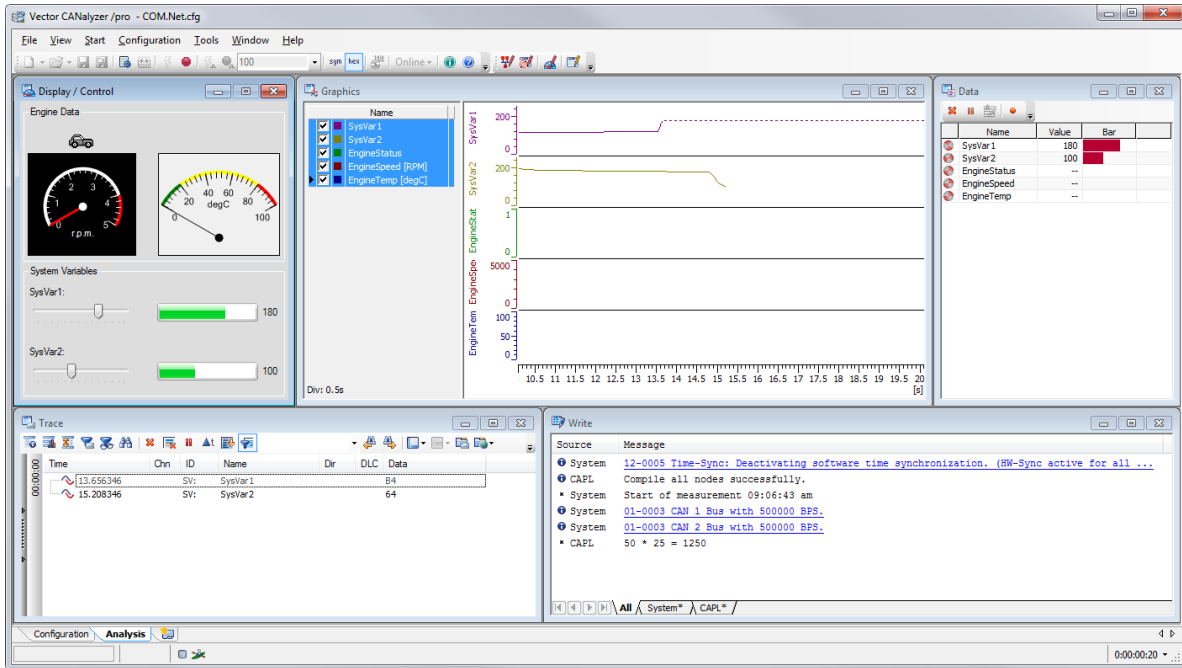 Vector CANalyzer /pro - COM.Net.cfg
File View Start Configuration Tools Window Help
100 syn hex Online
Display / Control
Engine Data
0 1 2 3 4 5
r.p.m.
0 20 40 60 80 100
degC
System Variables
SysVar1:
180
SysVar2:
100
Graphics
Name
SysVar1
SysVar2
EngineStatus
EngineSpeed [RPM]
EngineTemp [degC]
Div: 0.5s
SysVar1 200 0
SysVar2 200 0
EngineStat 1 0
EngineSpe 5000 0
EngineTem 100 50 0
10.5 11 11.5 12 12.5 13 13.5 14 14.5 15 15.5 16 16.5 17 17.5 18 18.5 19 19.5 20
[s]
Data
Name Value Bar
SysVar1 180
SysVar2 100
EngineStatus --
EngineSpeed --
EngineTemp --
Trace
Δt
00:00:00
Time Chn ID Name Dir DLC Data
13.656346 SV: SysVar1 B4
15.208346 SV: SysVar2 64
Write
Source Message
System 12-0005 Time-Sync: Deactivating software time synchronization. (HW-Sync active for all ...
CAPL Compile all nodes successfully.
System Start of measurement 09:06:43 am
System 01-0003 CAN 1 Bus with 500000 BPS.
System 01-0003 CAN 2 Bus with 500000 BPS.
CAPL 50 * 25 = 1250
All System* CAPL*
Configuration Analysis
0:00:00:20